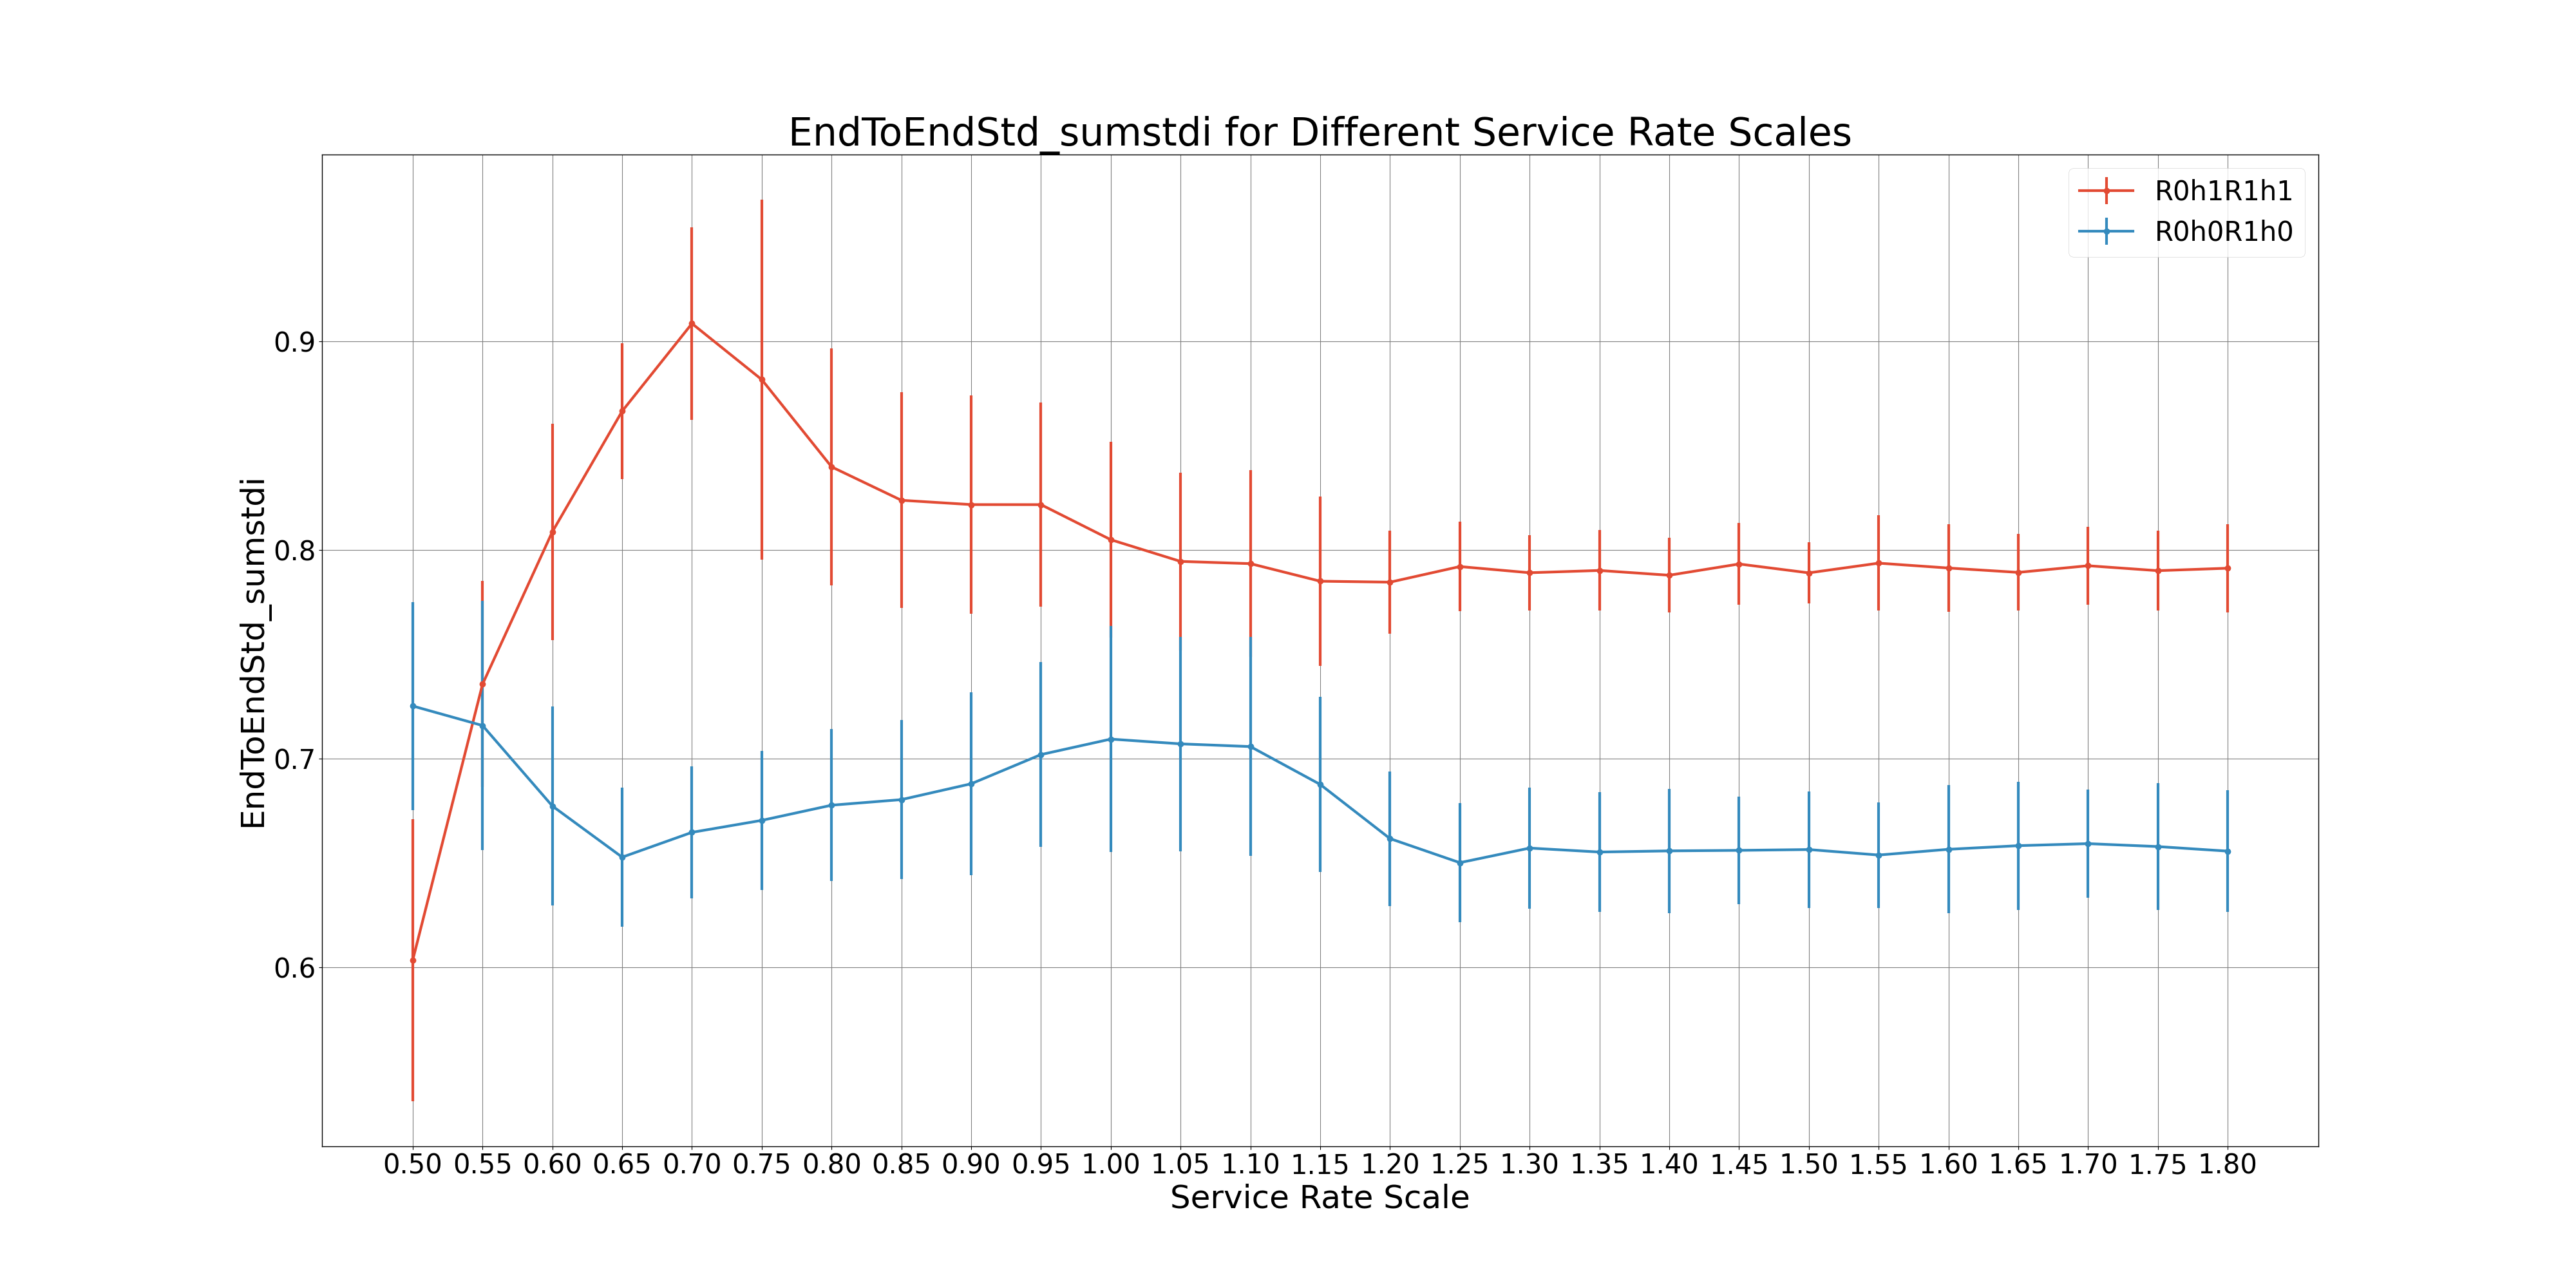 EndToEndStd_sumstdi for Different Service Rate Scales
R0h1R1h1
R0h0R1h0
EndToEndStd_sumstdi
0.9
0.8
0.7
0.6
0.50 0.55 0.60 0.65 0.70 0.75 0.80 0.85 0.90 0.95 1.00 1.05 1.10 1.15 1.20 1.25 1.30 1.35 1.40 1.45 1.50 1.55 1.60 1.65 1.70 1.75 1.80
Service Rate Scale